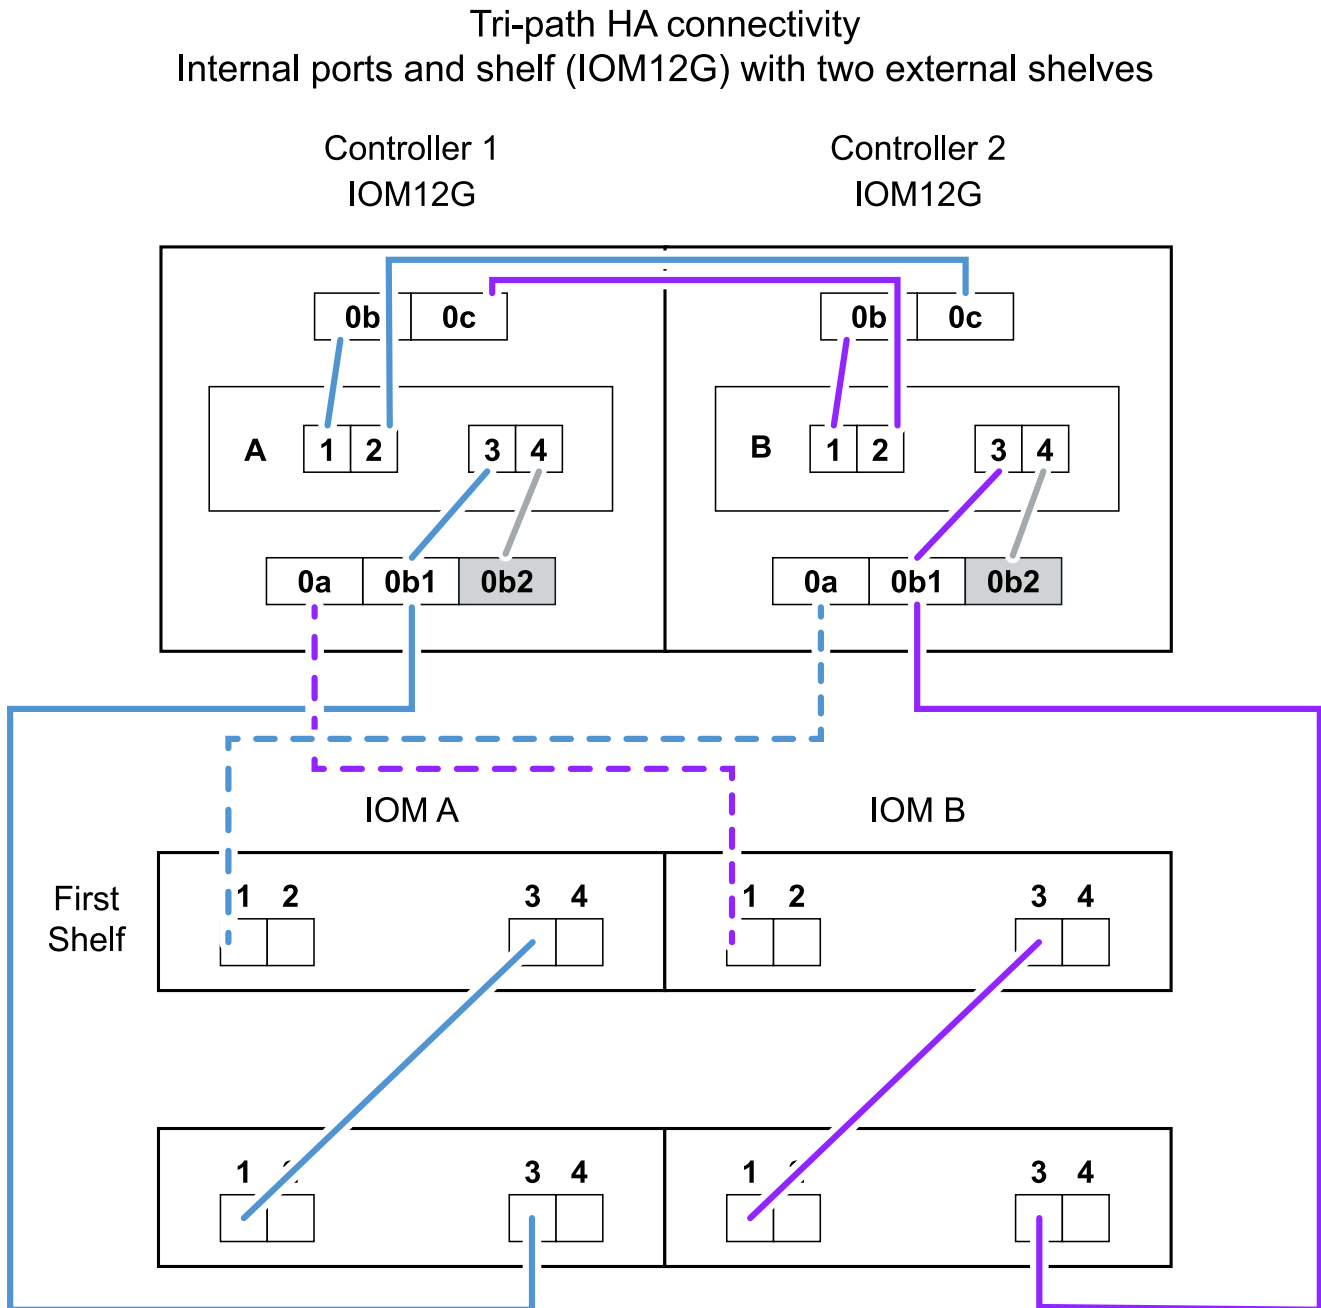 Tri-path HA connectivity
Internal ports and shelf (IOM12G) with two external shelves
Controller 1 Controller 2
IOM12G IOM12G
0b 0c 0b 0c
A 1 2 3 4 B 1 2 3 4
0a 0b1 0b2 0a 0b1 0b2
IOM A IOM B
First
Shelf
1 2 3 4 1 2 3 4
1 3 4 1 3 4